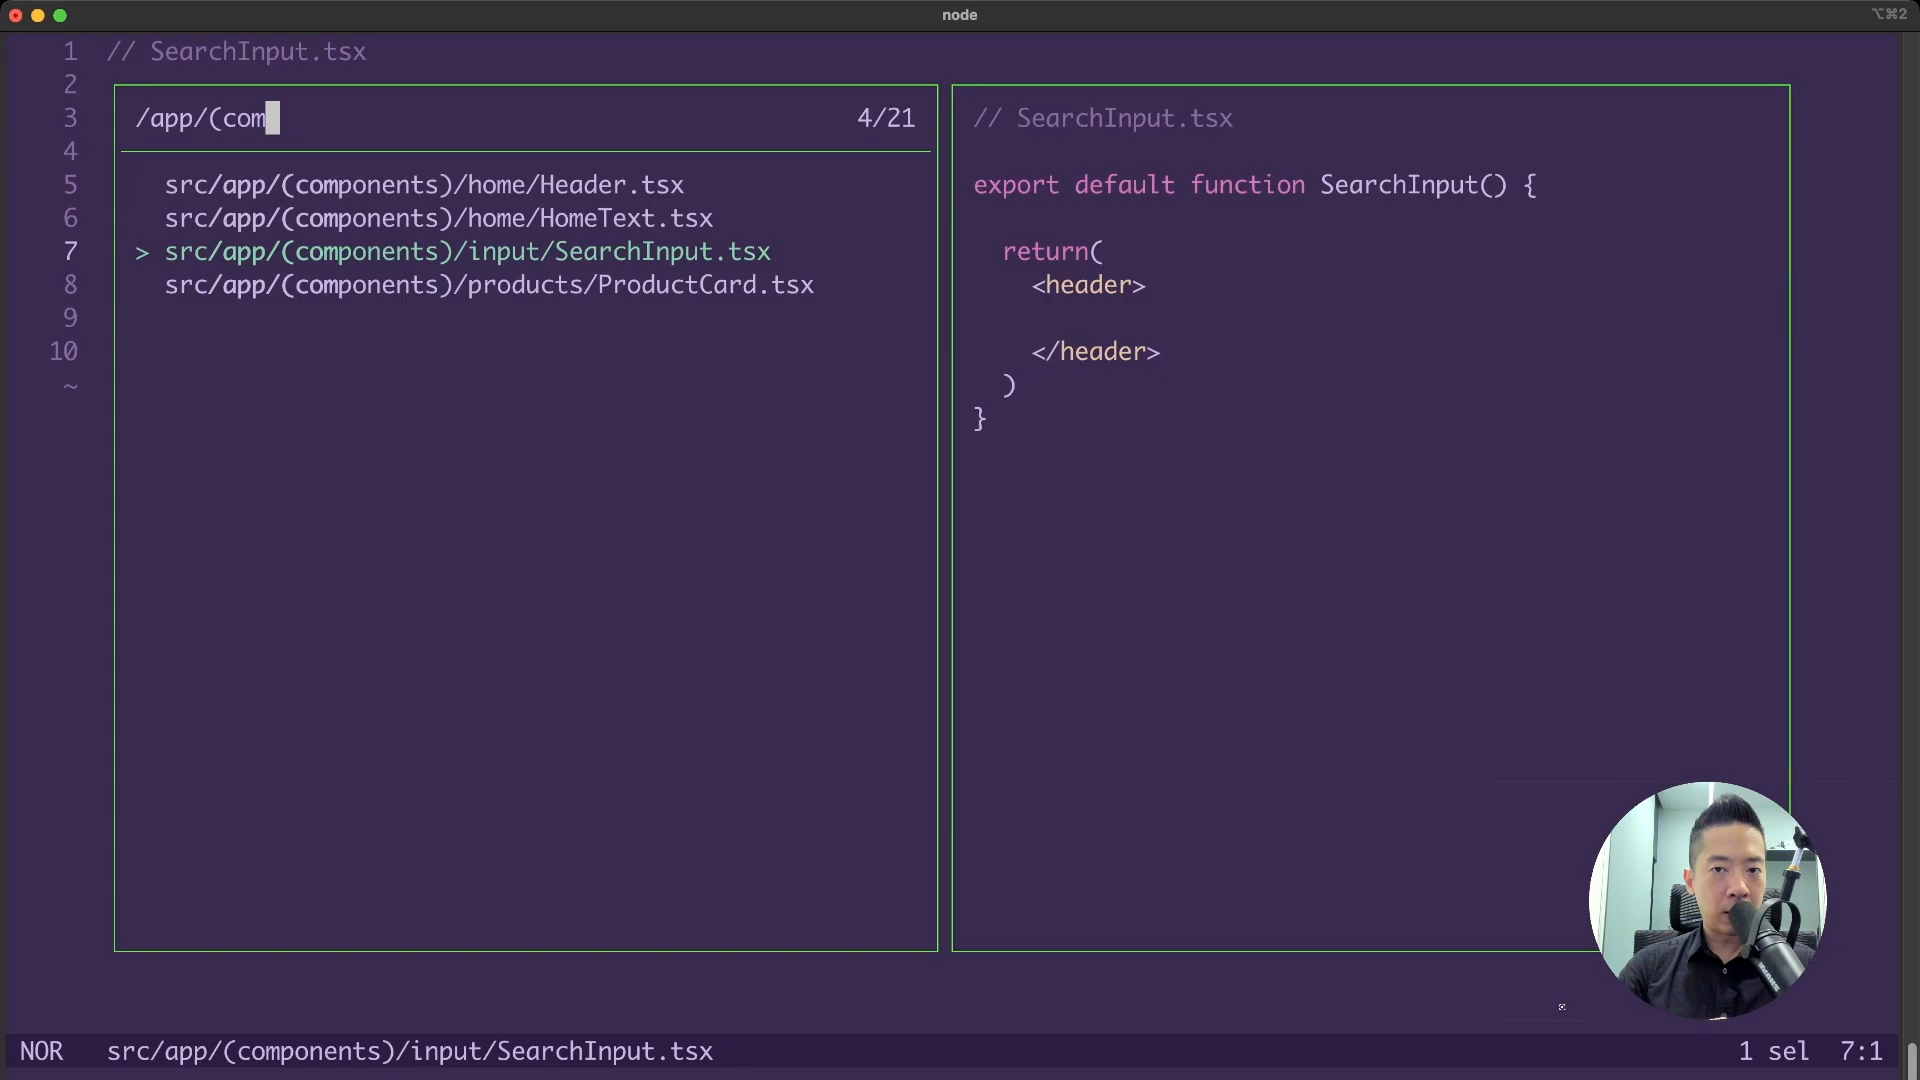 node
⌥⌘2
1 // SearchInput.tsx
2
3
4
5
6
7
8
9
10
~
/app/(com 4/21
src/app/(components)/home/Header.tsx
src/app/(components)/home/HomeText.tsx
> src/app/(components)/input/SearchInput.tsx
src/app/(components)/products/ProductCard.tsx
// SearchInput.tsx
export default function SearchInput() {
return(
<header>
</header>
)
}
NOR src/app/(components)/input/SearchInput.tsx 1 sel 7:1